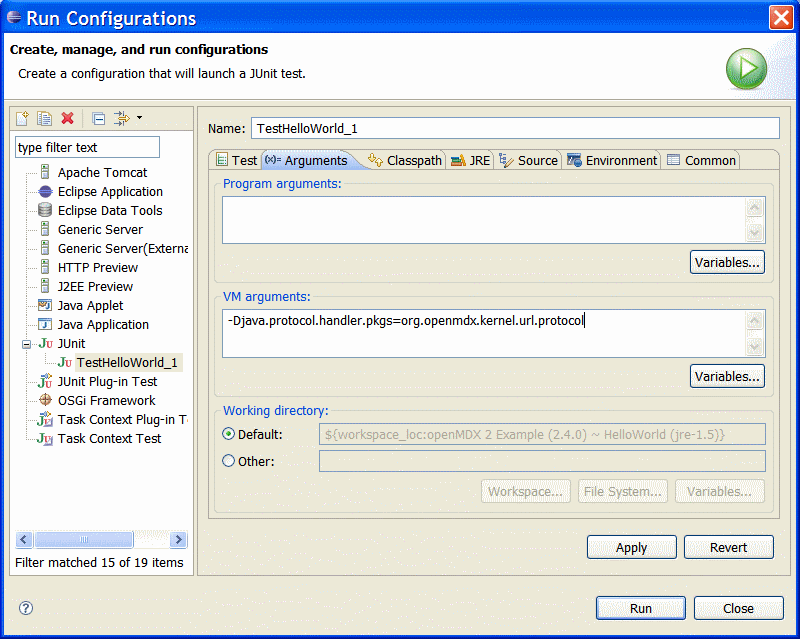 Run Configurations
Create, manage, and run configurations
Create a configuration that will launch a JUnit test.
type filter text
Apache Tomcat
Eclipse Application
Eclipse Data Tools
Generic Server
Generic Server(Externa
HTTP Preview
J2EE Preview
Java Applet
Java Application
JUnit
TestHelloWorld_1
JUnit Plug-in Test
OSGi Framework
Task Context Plug-in T
Task Context Test
Filter matched 15 of 19 items
Name: TestHelloWorld_1
Test (x)= Arguments Classpath JRE Source Environment Common
Program arguments:
Variables...
VM arguments:
-Djava.protocol.handler.pkgs=org.openmdx.kernel.url.protocol
Variables...
Working directory:
Default: ${workspace_loc:openMDX 2 Example (2.4.0) ~ HelloWorld (jre-1.5)}
Other:
Workspace... File System... Variables...
Apply Revert
Run Close